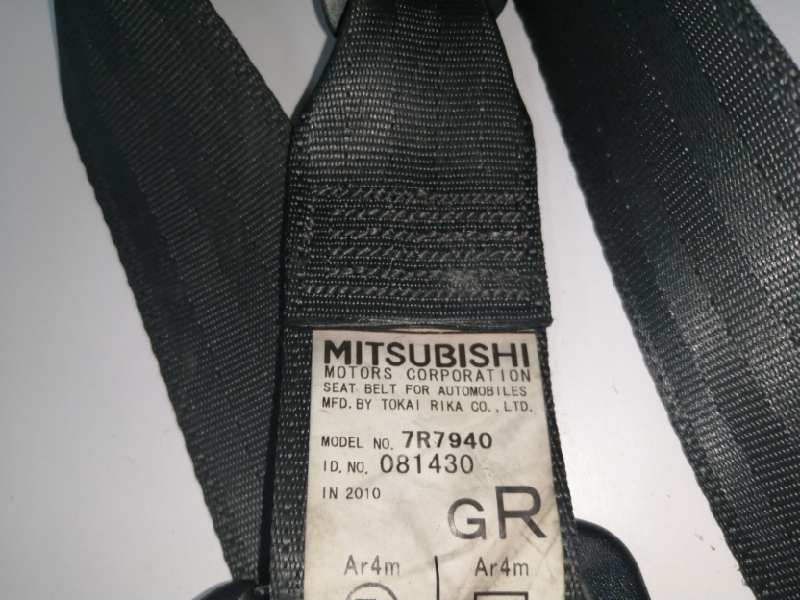 MITSUBISHI
MOTORS CORPORATION
SEAT BELT FOR AUTOMOBILES
MFD. BY TOKAI RIKA CO., LTD.
MODEL NO. 7R7940
ID. NO. 081430
IN 2010
GR
Ar4m Ar4m